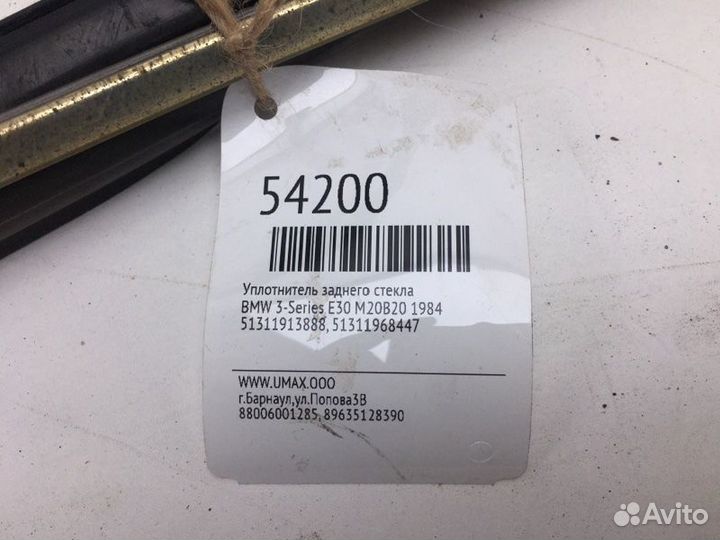 54200
Уплотнитель заднего стекла
BMW 3-Series E30 M20B20 1984
51311913888, 51311968447
WWW.UMAX.OOO
г.Барнаул,ул.Попова3В
88006001285, 89635128390
Avito